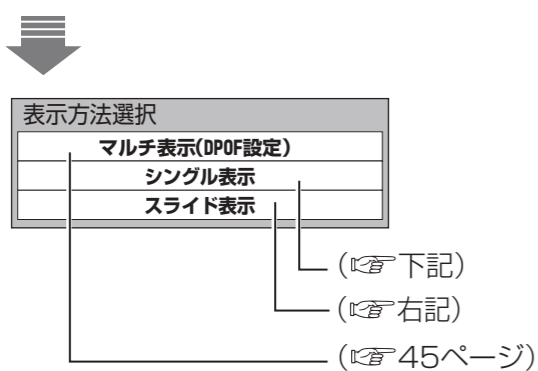 表示方法選択
マルチ表示(DPOF設定)
シングル表示
スライド表示
(☞下記)
(☞右記)
(☞45ページ)